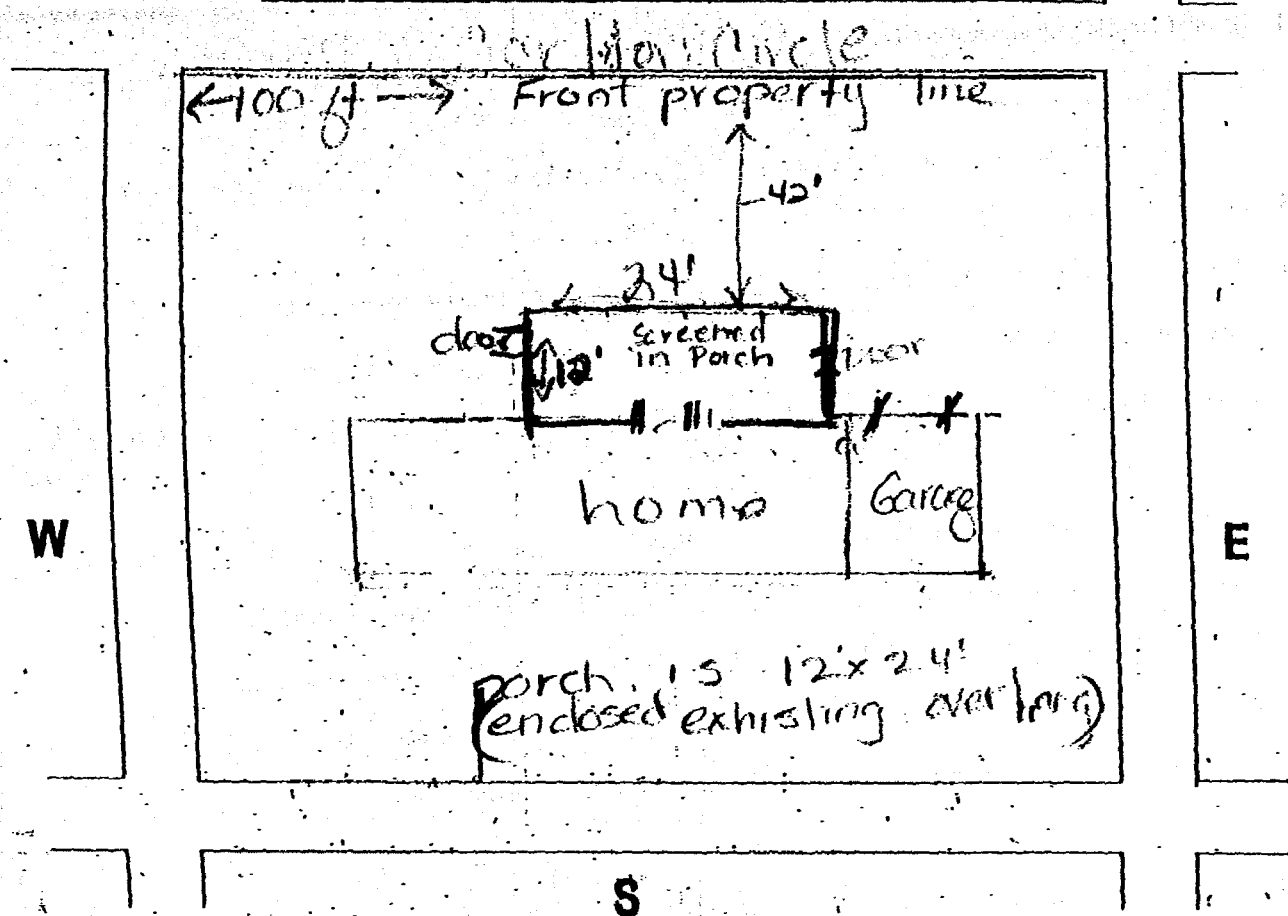 Circle
←100 ft→ Front property line
42'
24'
door
12'
Screened
in Porch
door
home
Garage
W
E
porch is 12'x24'
(enclosed exhisting overhang)
S